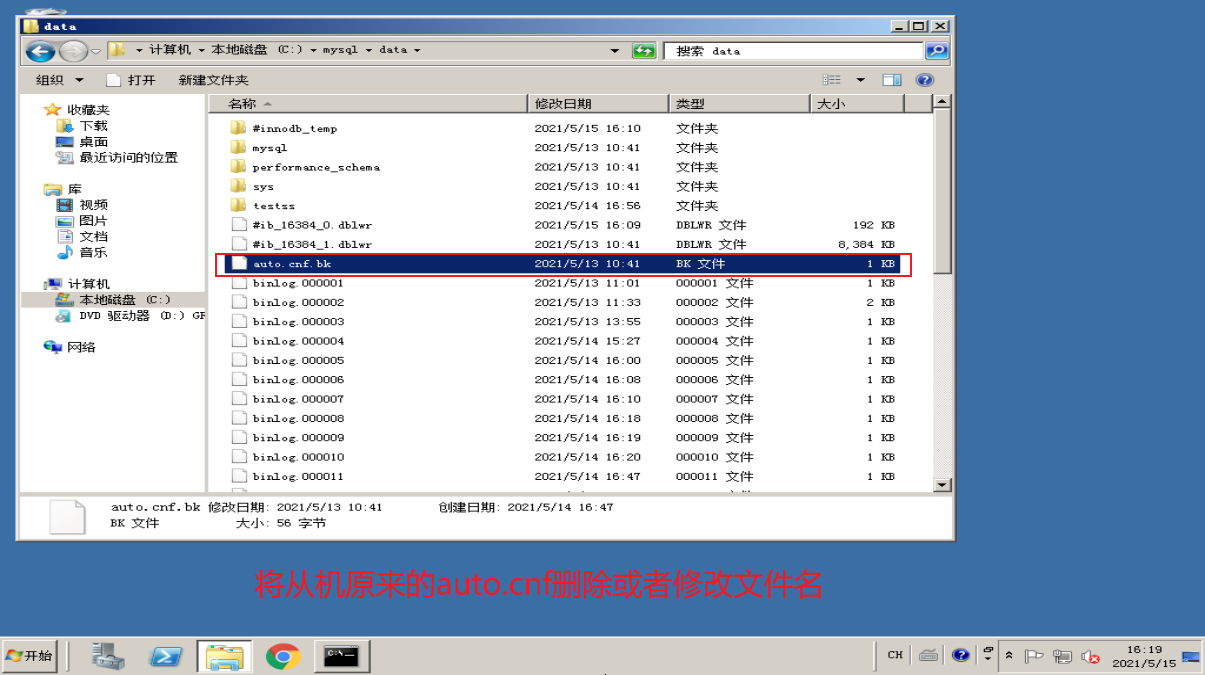 data
计算机 本地磁盘 (C:) mysql data
搜索 data
组织 打开 新建文件夹
名称 修改日期 类型 大小
收藏夹
下载
桌面
最近访问的位置
库
视频
图片
文档
音乐
计算机
本地磁盘 (C:)
DVD 驱动器 (D:) GF
网络
#innodb_temp 2021/5/15 16:10 文件夹
mysql 2021/5/13 10:41 文件夹
performance_schema 2021/5/13 10:41 文件夹
sys 2021/5/13 10:41 文件夹
testss 2021/5/14 16:56 文件夹
#ib_16384_0.dblwr 2021/5/15 16:09 DBLWR 文件 192 KB
#ib_16384_1.dblwr 2021/5/13 10:41 DBLWR 文件 8,384 KB
auto.cnf.bk 2021/5/13 10:41 BK 文件 1 KB
binlog.000001 2021/5/13 11:01 000001 文件 1 KB
binlog.000002 2021/5/13 11:33 000002 文件 2 KB
binlog.000003 2021/5/13 13:55 000003 文件 1 KB
binlog.000004 2021/5/14 15:27 000004 文件 1 KB
binlog.000005 2021/5/14 16:00 000005 文件 1 KB
binlog.000006 2021/5/14 16:08 000006 文件 1 KB
binlog.000007 2021/5/14 16:10 000007 文件 1 KB
binlog.000008 2021/5/14 16:18 000008 文件 1 KB
binlog.000009 2021/5/14 16:19 000009 文件 1 KB
binlog.000010 2021/5/14 16:20 000010 文件 1 KB
binlog.000011 2021/5/14 16:47 000011 文件 1 KB
auto.cnf.bk 修改日期: 2021/5/13 10:41 创建日期: 2021/5/14 16:47
BK 文件 大小: 56 字节
将从机原来的auto.cnf删除或者修改文件名
开始
C:\
CH
16:19
2021/5/15